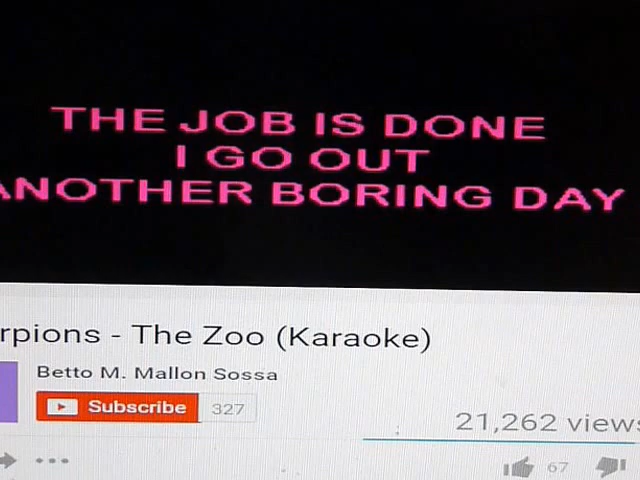 THE JOB IS DONE
I GO OUT
ANOTHER BORING DAY
rpions - The Zoo (Karaoke)
Betto M. Mallon Sossa
Subscribe 327
21,262 views
67